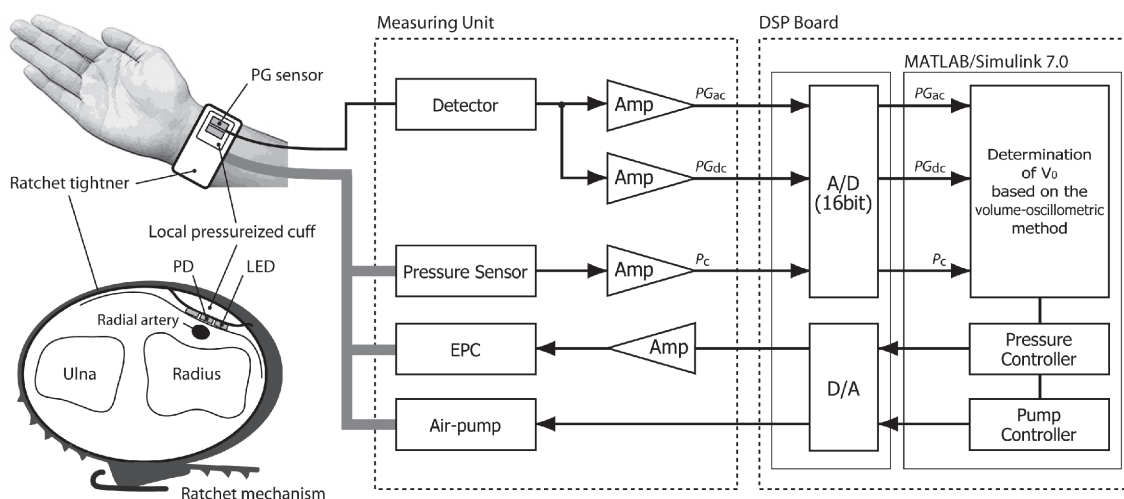 Measuring Unit
DSP Board
MATLAB/Simulink 7.0
PG sensor
Detector
Amp
PGac
PGac
Amp
PGdc
PGdc
A/D
(16bit)
Determination
of V0
based on the
volume-oscillometric
method
Ratchet tightner
Local pressureized cuff
PD
LED
Radial artery
Ulna
Radius
Ratchet mechanism
Pressure Sensor
Amp
Pc
Pc
EPC
Amp
D/A
Pressure
Controller
Air-pump
Pump
Controller